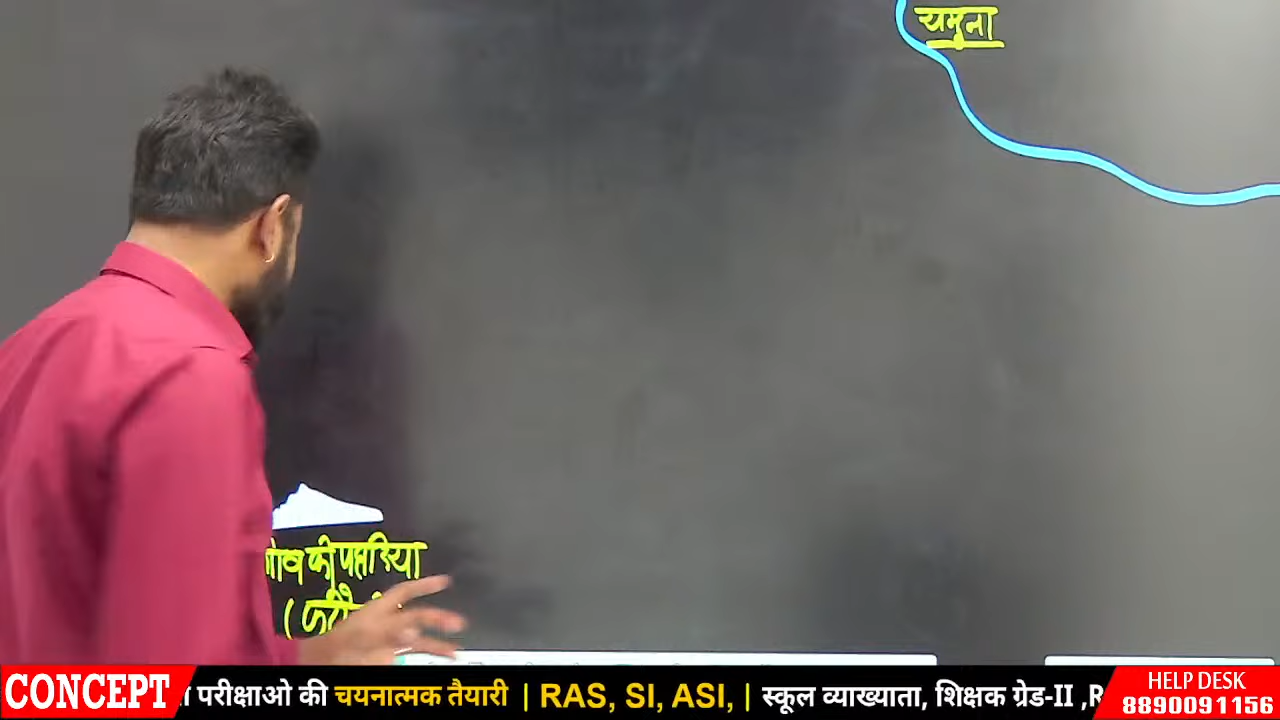 यमुना
की पहाड़िया
CONCEPT
परीक्षाओ की चयनात्मक तैयारी | RAS, SI, ASI, | स्कूल व्याख्याता, शिक्षक ग्रेड-II ,R
HELP DESK
8890091156